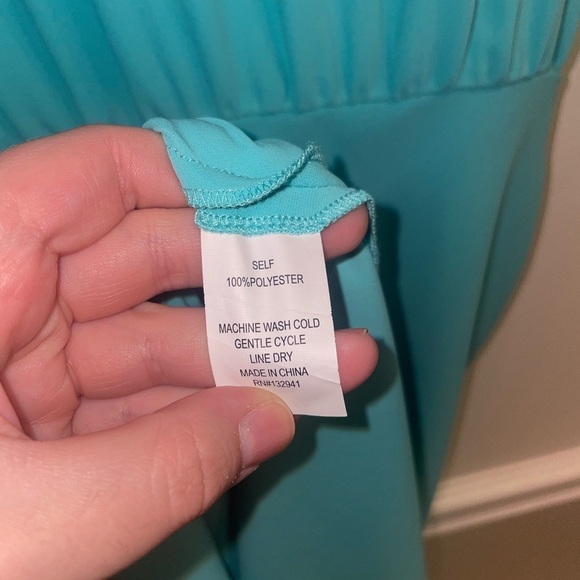 SELF
100%POLYESTER
MACHINE WASH COLD
GENTLE CYCLE
LINE DRY
MADE IN CHINA
RN#132941